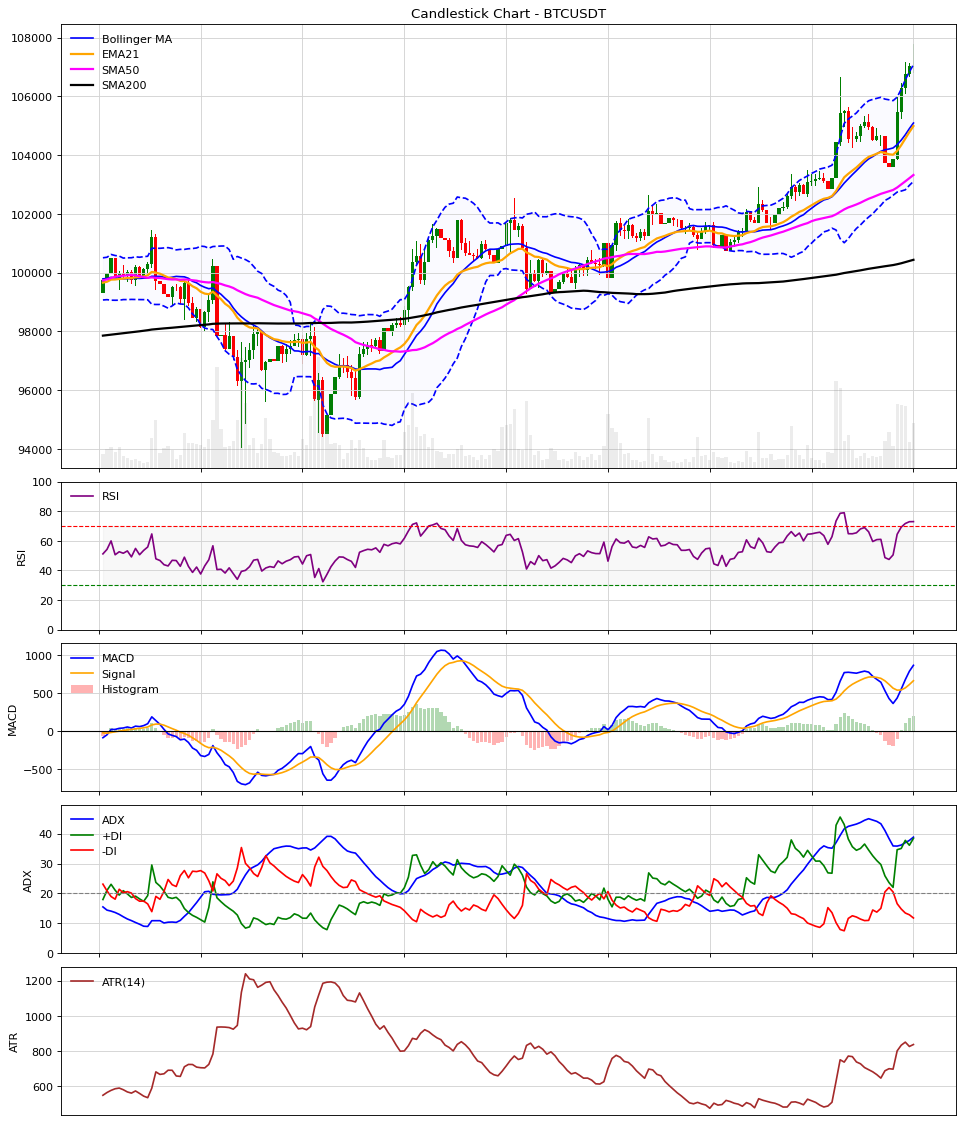 Candlestick Chart - BTCUSDT
108000
106000
104000
102000
100000
98000
96000
94000
Bollinger MA
EMA21
SMA50
SMA200
100
80
60
40
20
0
RSI
RSI
1000
500
0
−500
MACD
MACD
Signal
Histogram
40
30
20
10
0
ADX
ADX
+DI
-DI
1200
1000
800
600
ATR
ATR(14)